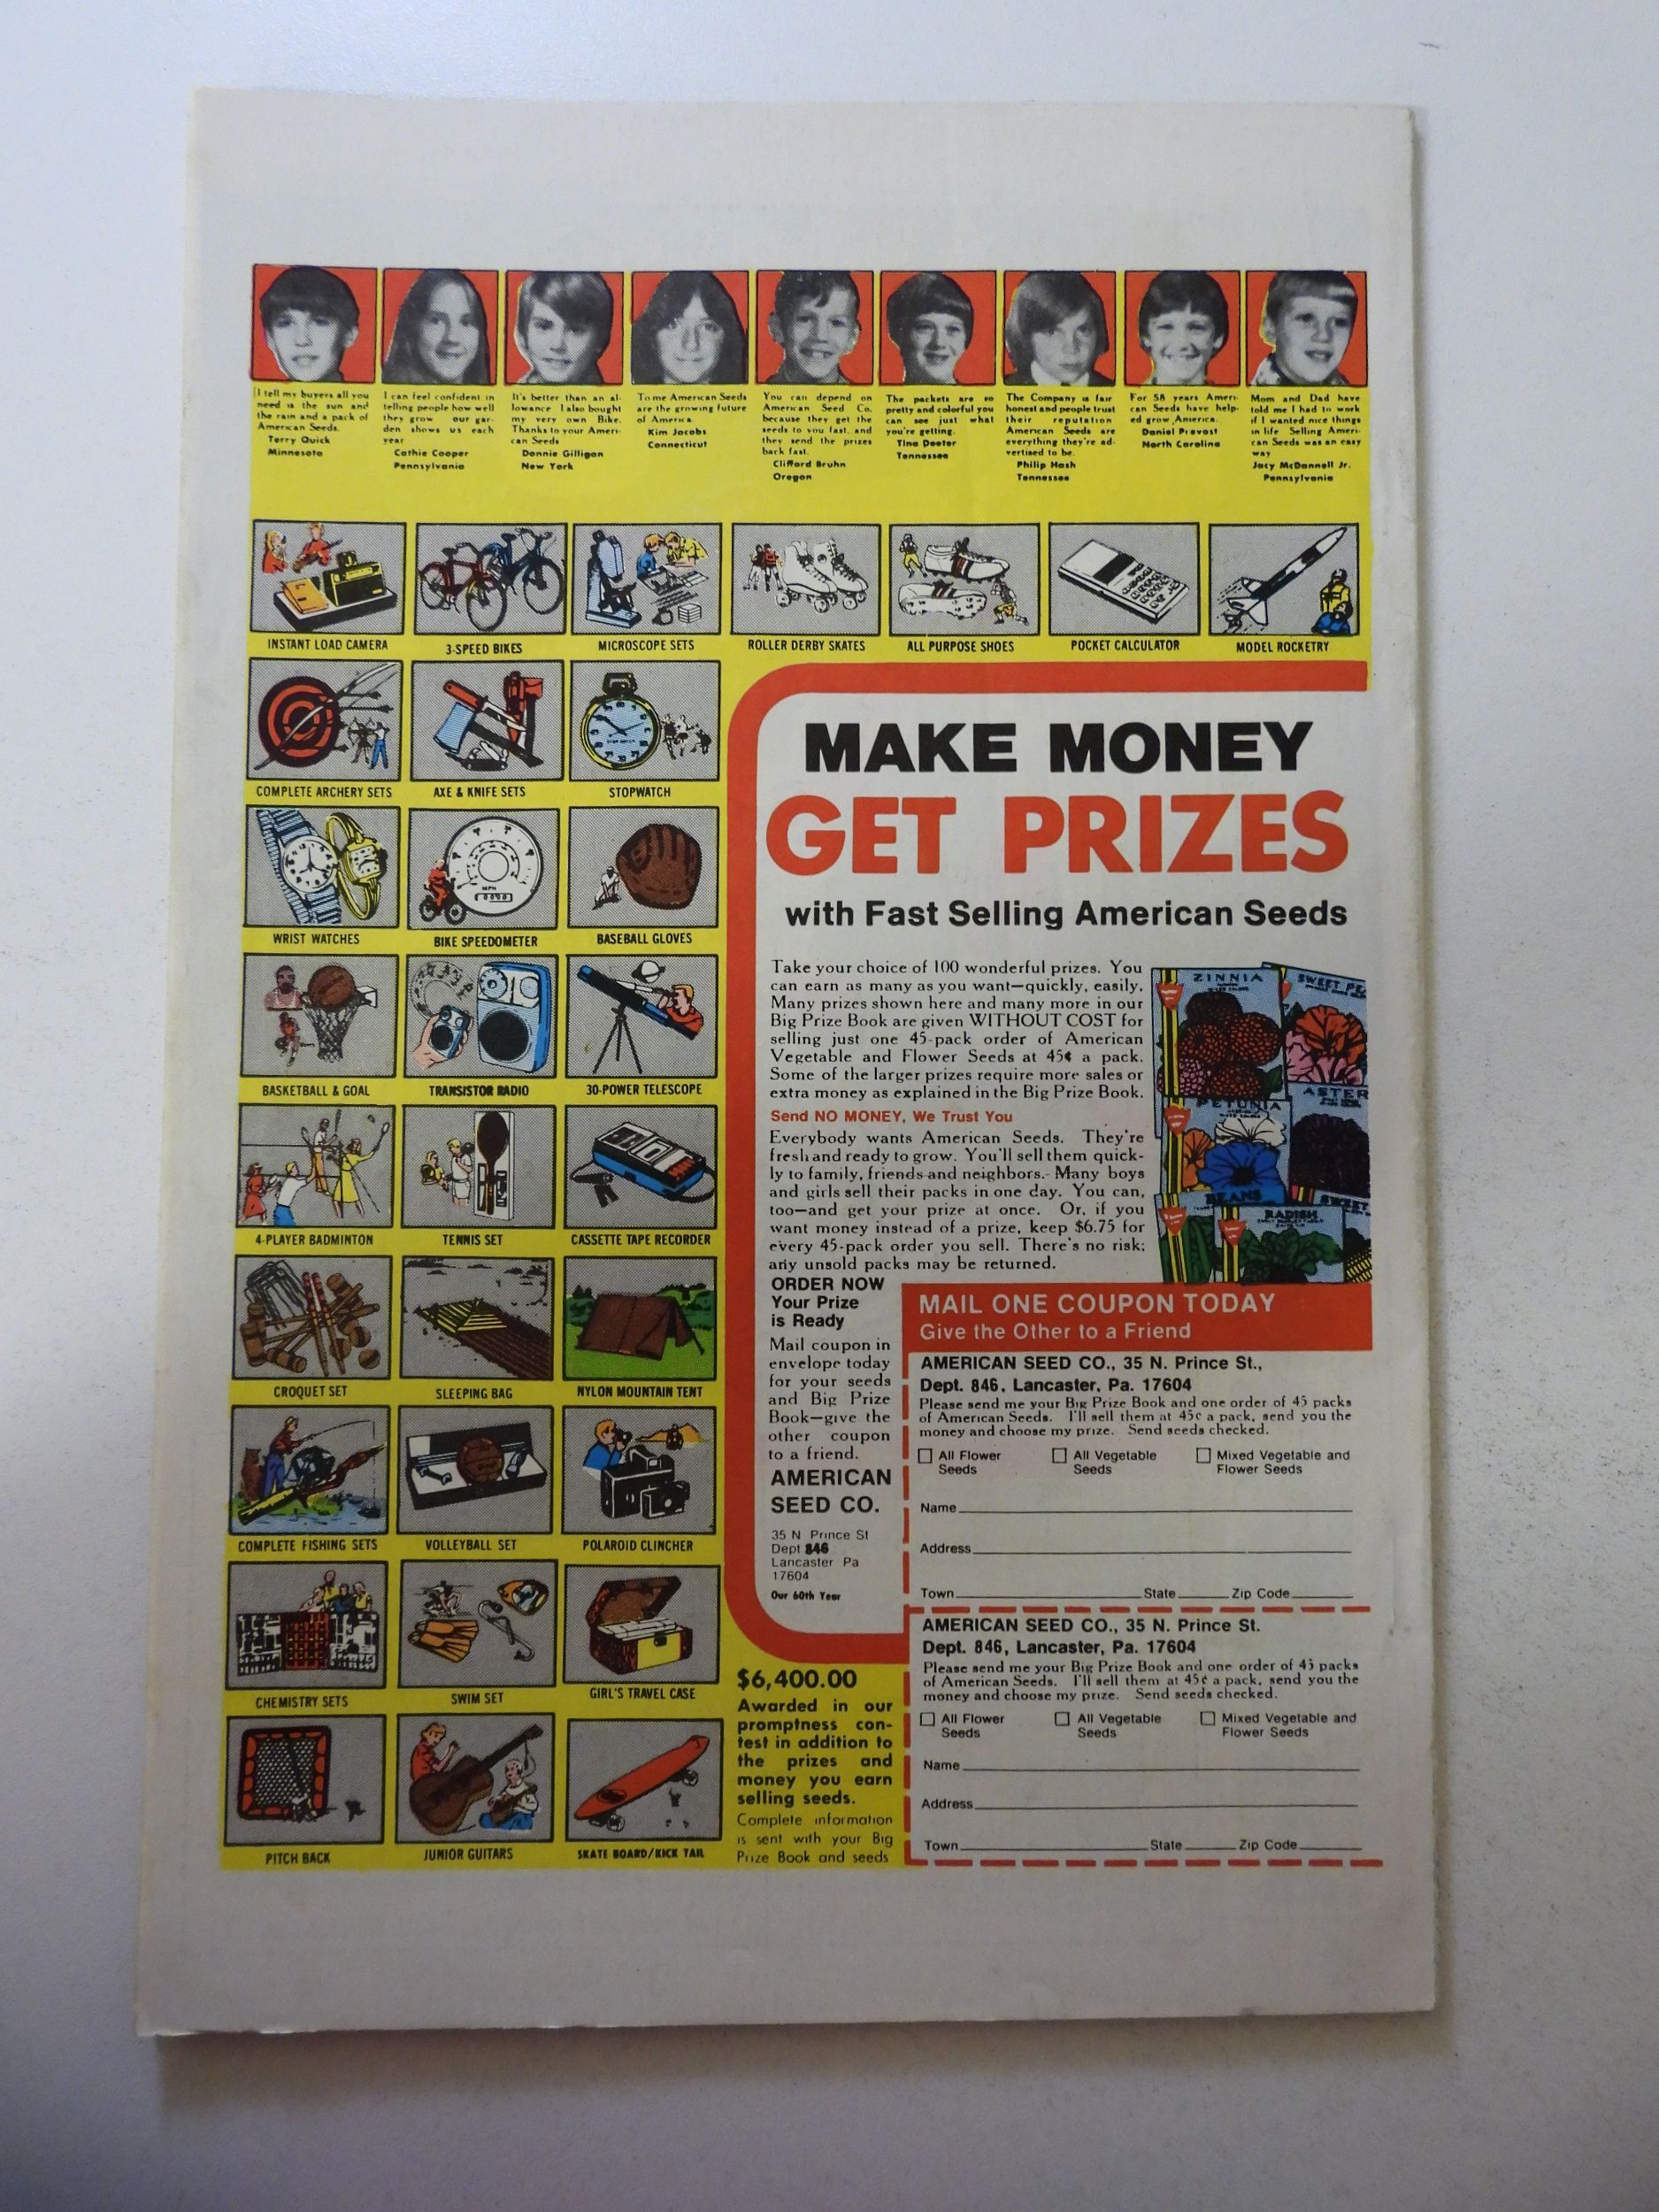 I tell my buyers all you
need is the sun and
the rain and a pack of
American Seeds.
Terry Quick
Minnesota
I can feel confident in
telling people how well
they grow our gar-
den shows us each
year
Cathie Cooper
Pennsylvania
It's better than an al-
lowance I also bought
my very own Bike.
Thanks to your Ameri-
can Seeds
Donnie Gilligan
New York
To me American Seeds
are the growing future
of America.
Kim Jacobs
Connecticut
You can depend on
American Seed Co.
because they get the
seeds to you fast, and
they send the prizes
back fast.
Clifford Bruhn
Oregon
The packets are so
pretty and colorful you
can see just what
you're getting.
Tina Deeter
Tennessee
The Company is fair
honest and people trust
their reputation
American Seeds are
everything they're ad-
vertised to be.
Philip Hash
Tennessee
For 58 years Ameri-
can Seeds have help-
ed grow America.
Daniel Pravost
North Carolina
Mom and Dad have
told me I had to work
if I wanted nice things
in life Selling Ameri-
can Seeds was an easy
way
Jacy McDannell Jr.
Pennsylvania
INSTANT LOAD CAMERA
3-SPEED BIKES
MICROSCOPE SETS
ROLLER DERBY SKATES
ALL PURPOSE SHOES
POCKET CALCULATOR
MODEL ROCKETRY
COMPLETE ARCHERY SETS
AXE & KNIFE SETS
STOPWATCH
WRIST WATCHES
MPH
BIKE SPEEDOMETER
BASEBALL GLOVES
BASKETBALL & GOAL
TRANSISTOR RADIO
30-POWER TELESCOPE
4-PLAYER BADMINTON
TENNIS SET
CASSETTE TAPE RECORDER
CROQUET SET
SLEEPING BAG
NYLON MOUNTAIN TENT
COMPLETE FISHING SETS
VOLLEYBALL SET
POLAROID CLINCHER
CHEMISTRY SETS
SWIM SET
GIRL'S TRAVEL CASE
PITCH BACK
JUNIOR GUITARS
SKATE BOARD/KICK TAIL
MAKE MONEY
GET PRIZES
with Fast Selling American Seeds
Take your choice of 100 wonderful prizes. You
can earn as many as you want—quickly, easily.
Many prizes shown here and many more in our
Big Prize Book are given WITHOUT COST for
selling just one 45-pack order of American
Vegetable and Flower Seeds at 45¢ a pack.
Some of the larger prizes require more sales or
extra money as explained in the Big Prize Book.
Send NO MONEY, We Trust You
Everybody wants American Seeds. They're
fresh and ready to grow. You'll sell them quick-
ly to family, friends and neighbors. Many boys
and girls sell their packs in one day. You can,
too—and get your prize at once. Or, if you
want money instead of a prize, keep $6.75 for
every 45-pack order you sell. There's no risk;
any unsold packs may be returned.
ZINNIA
SWEET PE
ASTER
PETUNIA
BEANS
SWEET
RADISH
ORDER NOW
Your Prize
is Ready
Mail coupon in
envelope today
for your seeds
and Big Prize
Book—give the
other coupon
to a friend.
AMERICAN
SEED CO.
35 N Prince St
Dept 846
Lancaster Pa
17604
Our 60th Year
$6,400.00
Awarded in our
promptness con-
test in addition to
the prizes and
money you earn
selling seeds.
Complete information
is sent with your Big
Prize Book and seeds
MAIL ONE COUPON TODAY
Give the Other to a Friend
AMERICAN SEED CO., 35 N. Prince St.,
Dept. 846, Lancaster, Pa. 17604
Please send me your Big Prize Book and one order of 45 packs
of American Seeds. I'll sell them at 45¢ a pack, send you the
money and choose my prize. Send seeds checked.
All Flower Seeds
All Vegetable Seeds
Mixed Vegetable and Flower Seeds
Name
Address
Town State Zip Code
AMERICAN SEED CO., 35 N. Prince St.
Dept. 846, Lancaster, Pa. 17604
Please send me your Big Prize Book and one order of 45 packs
of American Seeds. I'll sell them at 45¢ a pack, send you the
money and choose my prize. Send seeds checked.
All Flower Seeds
All Vegetable Seeds
Mixed Vegetable and Flower Seeds
Name
Address
Town State Zip Code